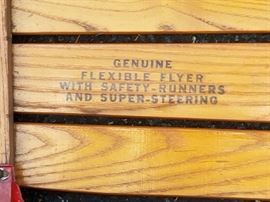 GENUINE
FLEXIBLE FLYER
WITH SAFETY-RUNNERS
AND SUPER-STEERING